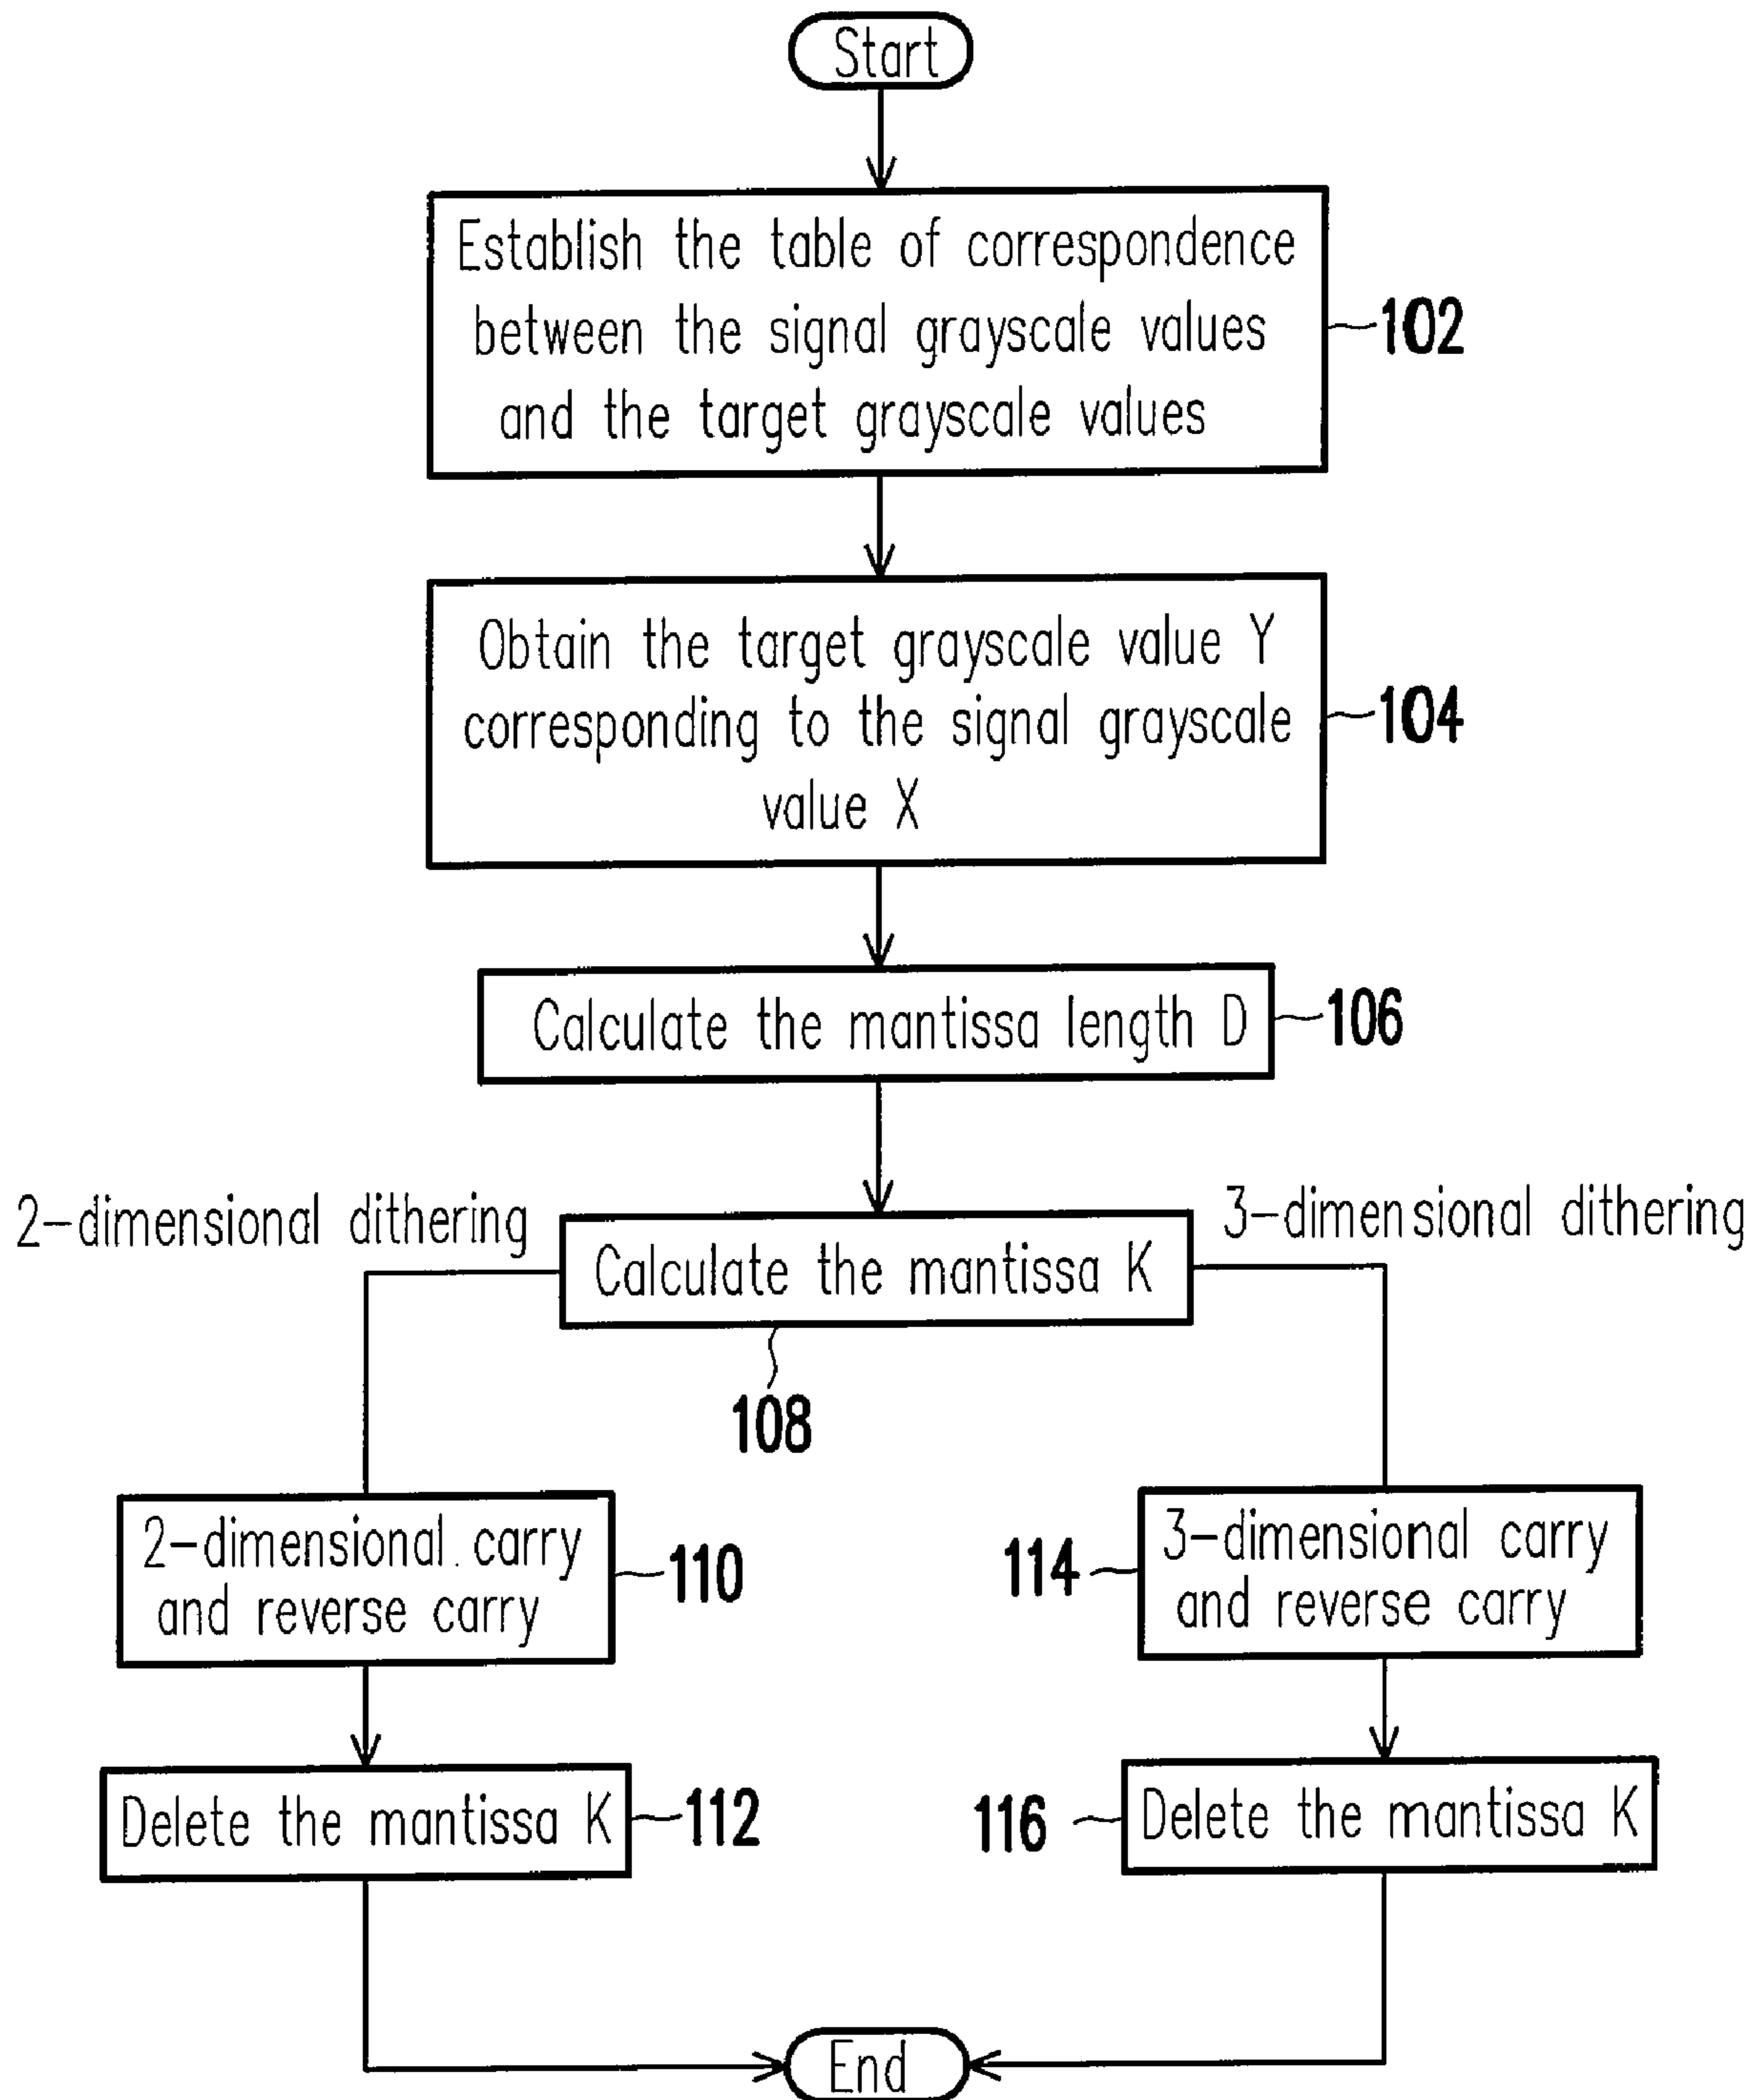 Start
Establish the table of correspondence
between the signal grayscale values
and the target grayscale values
102
Obtain the target grayscale value Y
corresponding to the signal grayscale
value X
104
Calculate the mantissa length D
106
2-dimensional dithering
3-dimensional dithering
Calculate the mantissa K
108
2-dimensional carry
and reverse carry
110
114
3-dimensional carry
and reverse carry
Delete the mantissa K
112
116
Delete the mantissa K
End